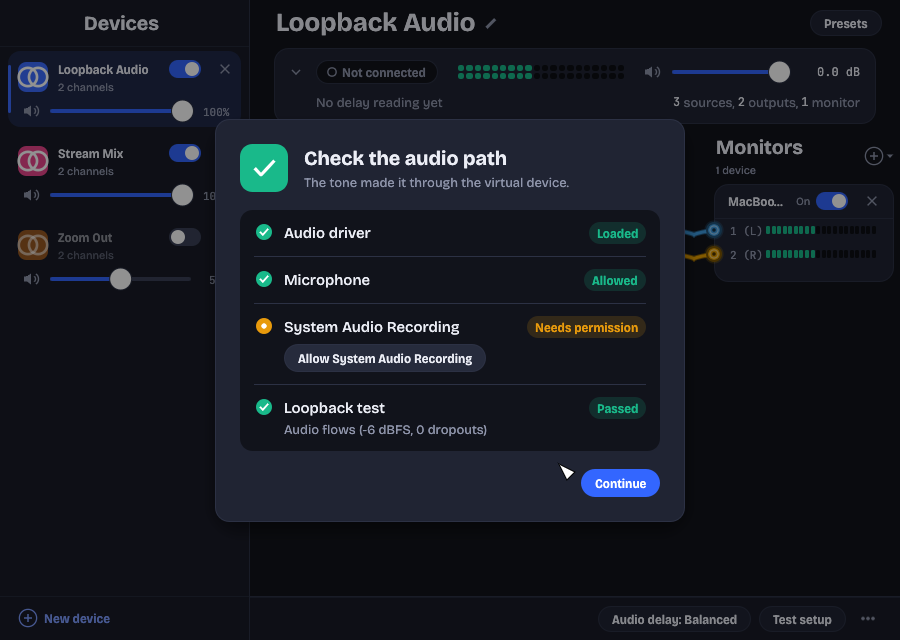 Devices
Loopback Audio
2 channels
100%
Stream Mix
2 channels
Zoom Out
2 channels
New device
Loopback Audio
Presets
Not connected
0.0 dB
No delay reading yet
3 sources, 2 outputs, 1 monitor
Check the audio path
The tone made it through the virtual device.
Audio driver
Loaded
Microphone
Allowed
System Audio Recording
Needs permission
Allow System Audio Recording
Loopback test
Passed
Audio flows (-6 dBFS, 0 dropouts)
Continue
Monitors
1 device
MacBoo...
On
1 (L)
2 (R)
Audio delay: Balanced
Test setup